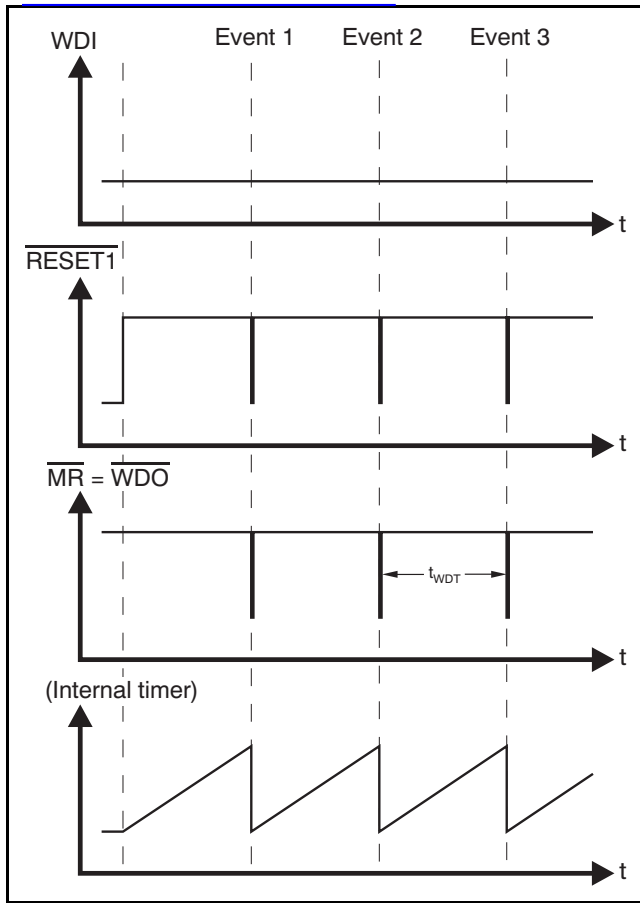 WDI Event 1 Event 2 Event 3
t
RESET1
t
MR = WDO
tWDT
t
(Internal timer)
t